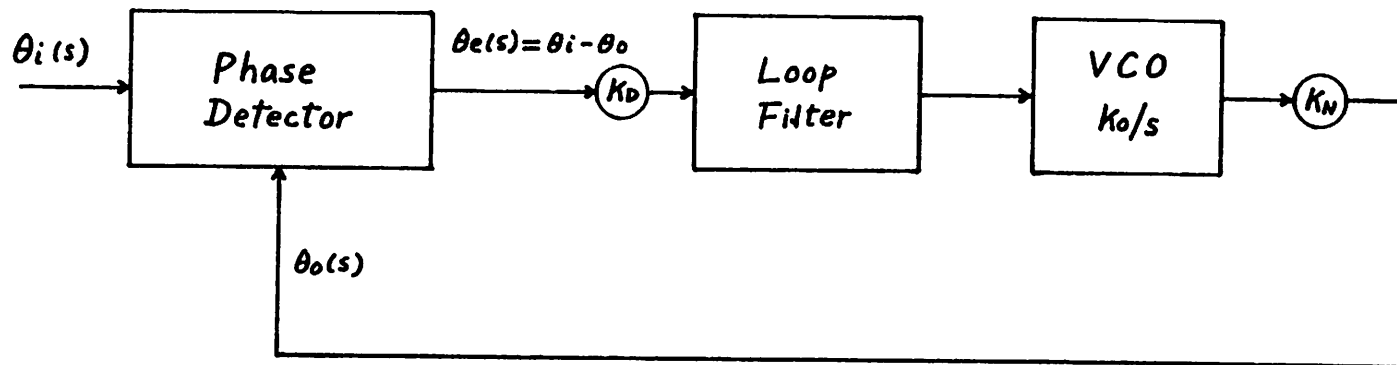 θi(s)
Phase
Detector
θe(s)=θi-θo
KD
Loop
Filter
VCO
Ko/s
KN
θo(s)